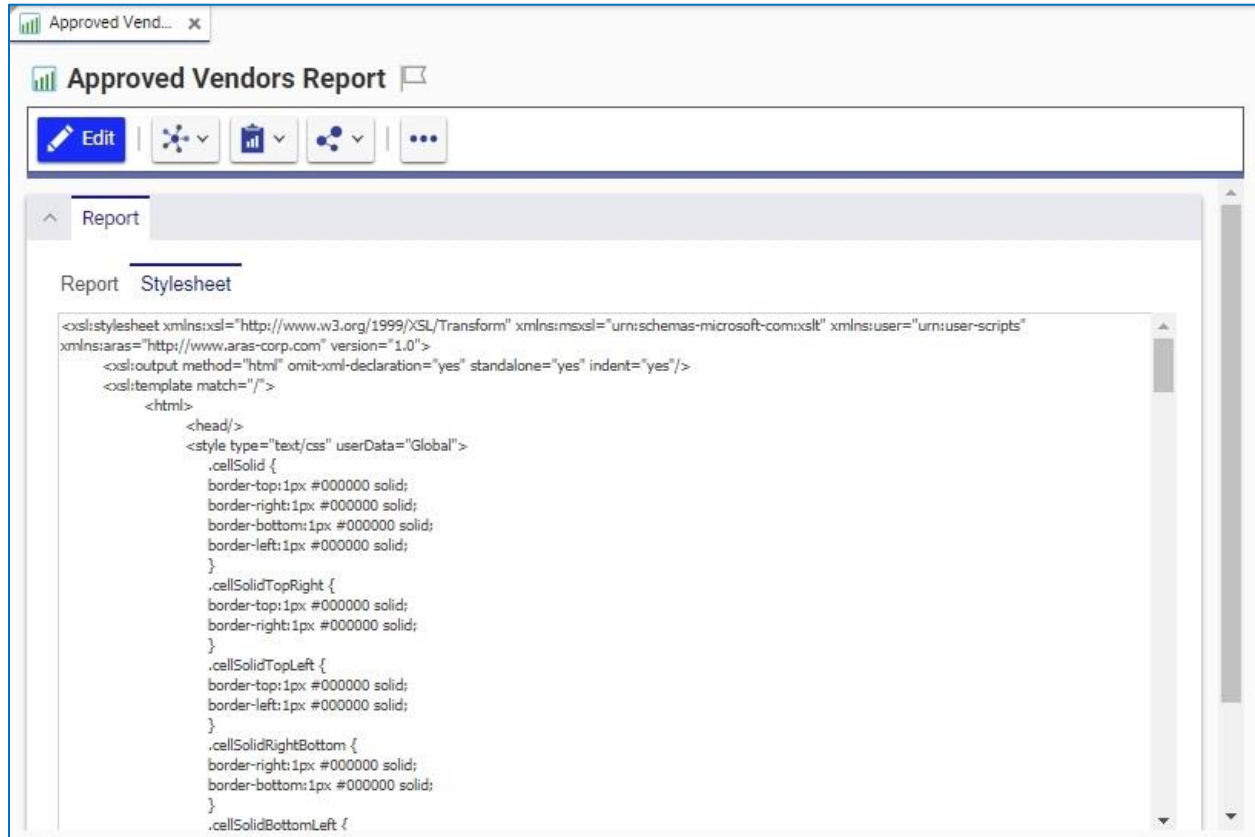 Approved Vend...
Approved Vendors Report
Edit
Report
Report Stylesheet
<xsl:stylesheet xmlns:xsl="http://www.w3.org/1999/XSL/Transform" xmlns:msxsl="urn:schemas-microsoft-com:xslt" xmlns:user="urn:user-scripts"
xmlns:aras="http://www.aras-corp.com" version="1.0">
<xsl:output method="html" omit-xml-declaration="yes" standalone="yes" indent="yes"/>
<xsl:template match="/">
<html>
<head/>
<style type="text/css" userData="Global">
.cellSolid {
border-top:1px #000000 solid;
border-right:1px #000000 solid;
border-bottom:1px #000000 solid;
border-left:1px #000000 solid;
}
.cellSolidTopRight {
border-top:1px #000000 solid;
border-right:1px #000000 solid;
}
.cellSolidTopLeft {
border-top:1px #000000 solid;
border-left:1px #000000 solid;
}
.cellSolidRightBottom {
border-right:1px #000000 solid;
border-bottom:1px #000000 solid;
}
.cellSolidBottomLeft {